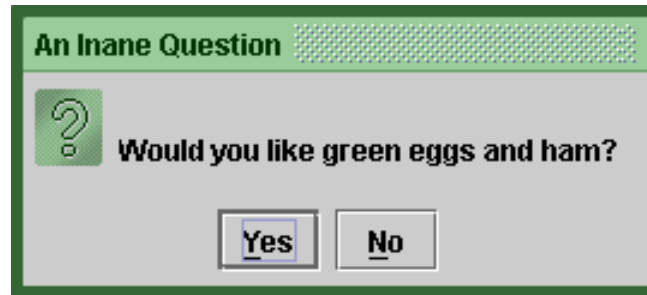 An Inane Question
Would you like green eggs and ham?
Yes No